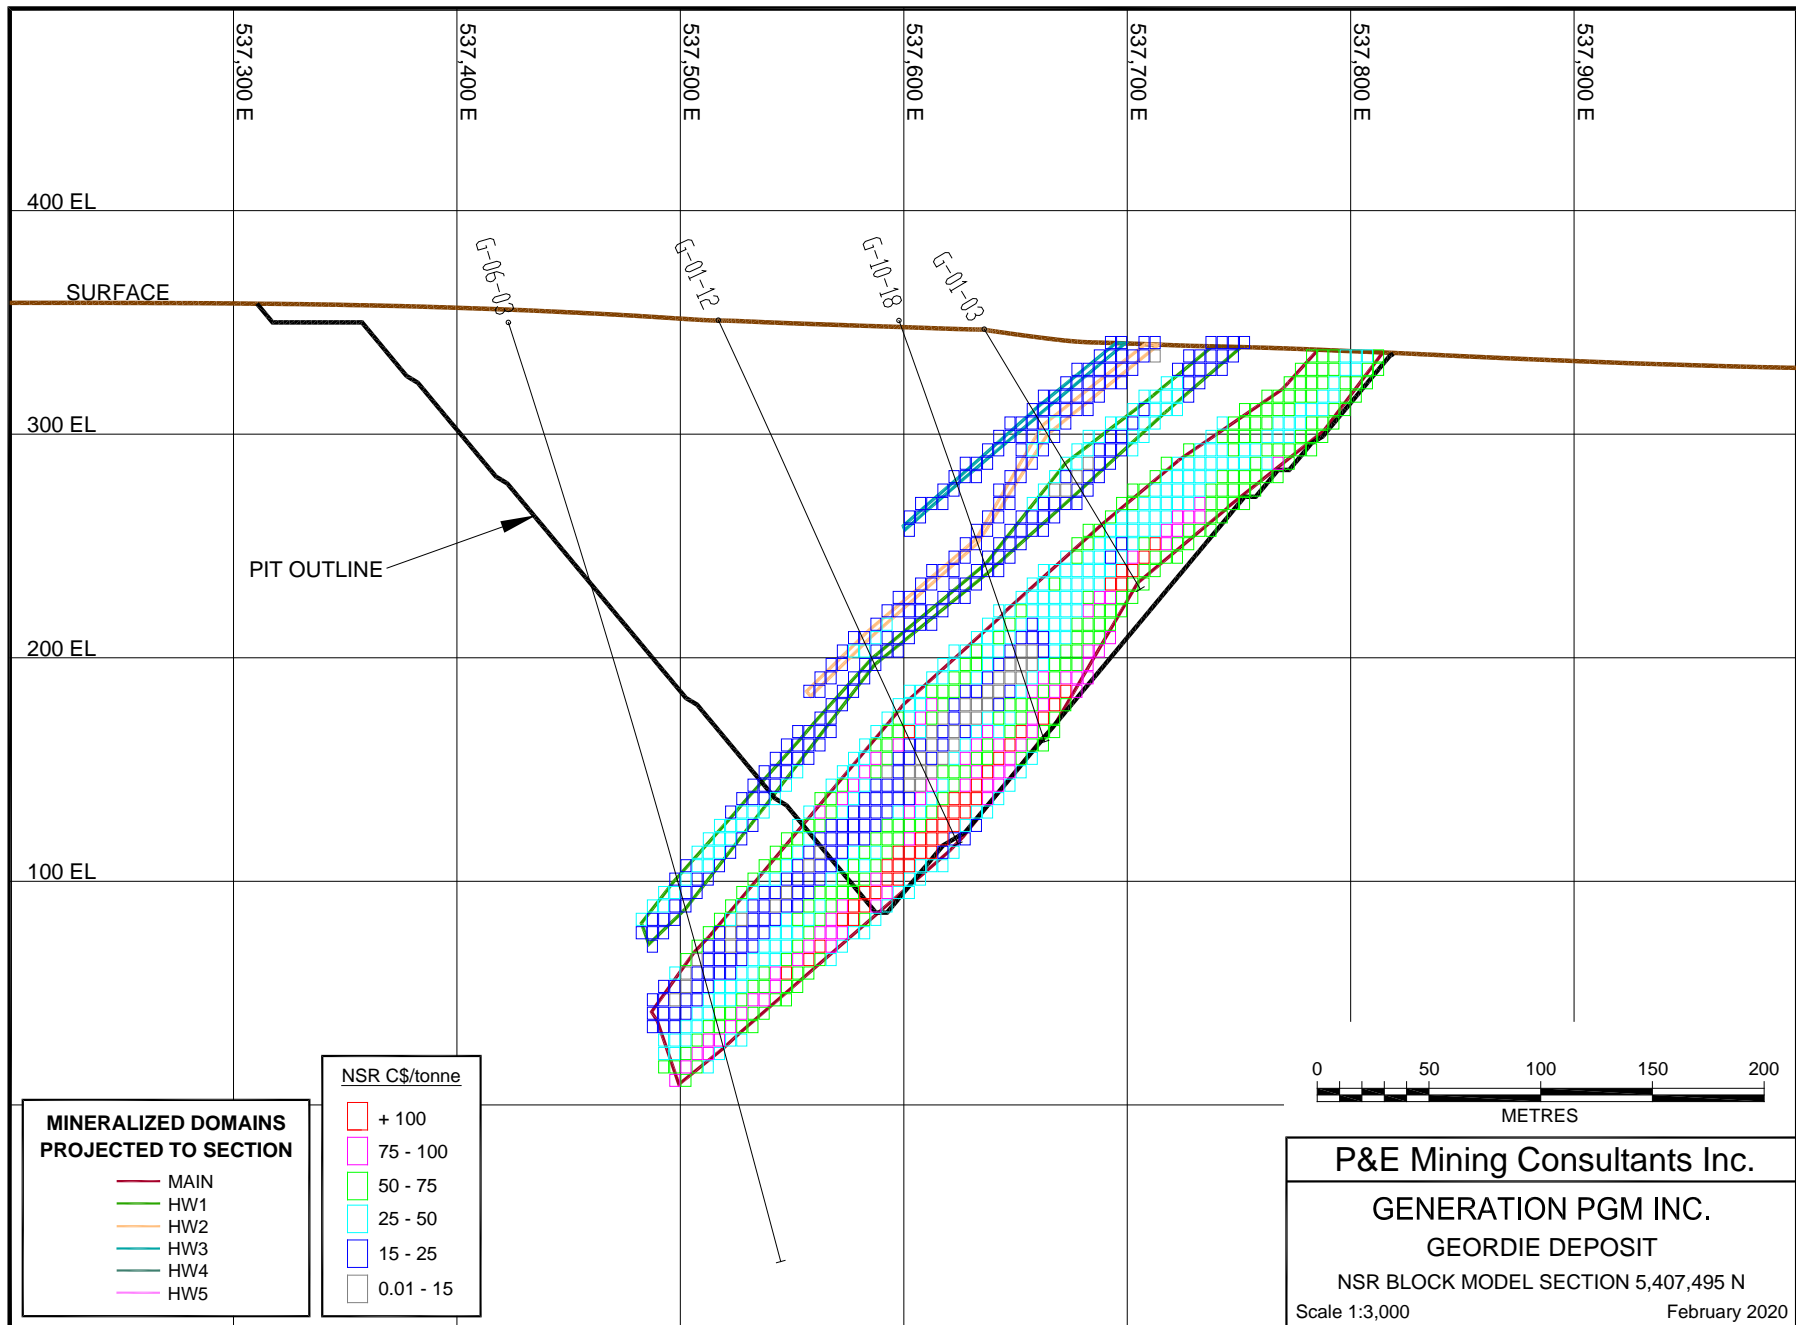 537,300 E
537,400 E
537,500 E
537,600 E
537,700 E
537,800 E
537,900 E
400 EL
G-06-03
G-01-12
G-10-18
G-01-03
SURFACE
300 EL
PIT OUTLINE
200 EL
100 EL
MINERALIZED DOMAINS
PROJECTED TO SECTION
MAIN
HW1
HW2
HW3
HW4
HW5
NSR C$/tonne
+ 100
75 - 100
50 - 75
25 - 50
15 - 25
0.01 - 15
0 50 100 150 200
METRES
P&E Mining Consultants Inc.
GENERATION PGM INC.
GEORDIE DEPOSIT
NSR BLOCK MODEL SECTION 5,407,495 N
Scale 1:3,000 February 2020